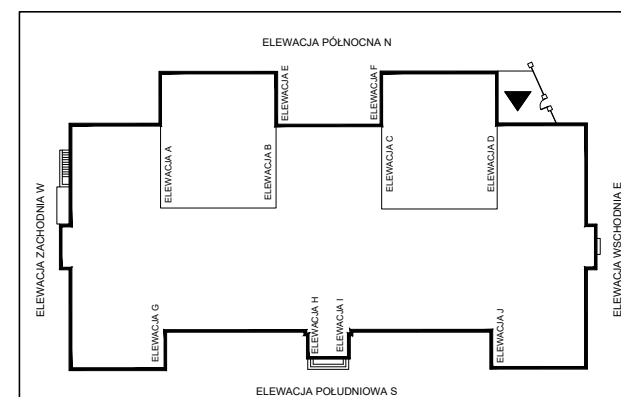 ELEWACJA PÓŁNOCNA N
ELEWACJA E
ELEWACJA F
ELEWACJA A
ELEWACJA B
ELEWACJA C
ELEWACJA D
ELEWACJA ZACHODNIA W
ELEWACJA WSCHODNIA E
ELEWACJA G
ELEWACJA H
ELEWACJA I
ELEWACJA J
ELEWACJA POŁUDNIOWA S